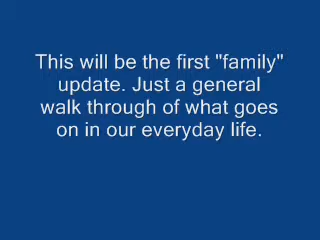 This will be the first "family"
update. Just a general
walk through of what goes
on in our everyday life.